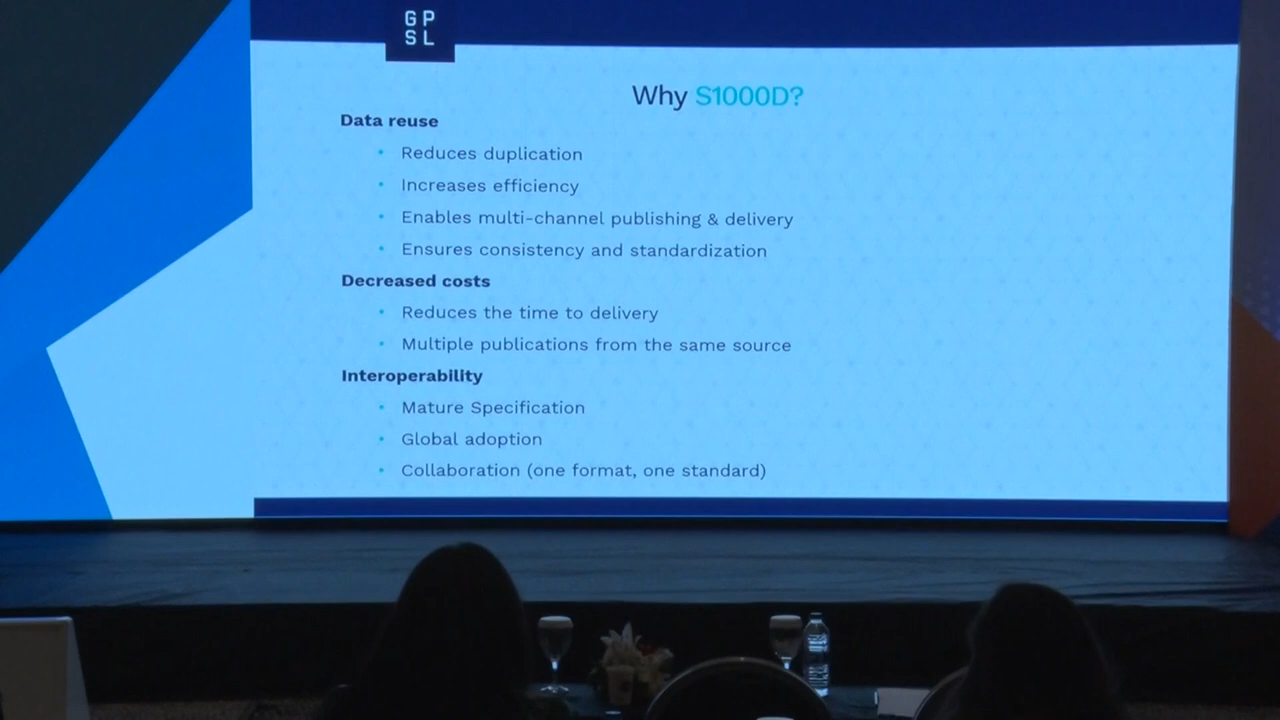 G P
S L
Why S1000D?
Data reuse
• Reduces duplication
• Increases efficiency
• Enables multi-channel publishing & delivery
• Ensures consistency and standardization
Decreased costs
• Reduces the time to delivery
• Multiple publications from the same source
Interoperability
• Mature Specification
• Global adoption
• Collaboration (one format, one standard)